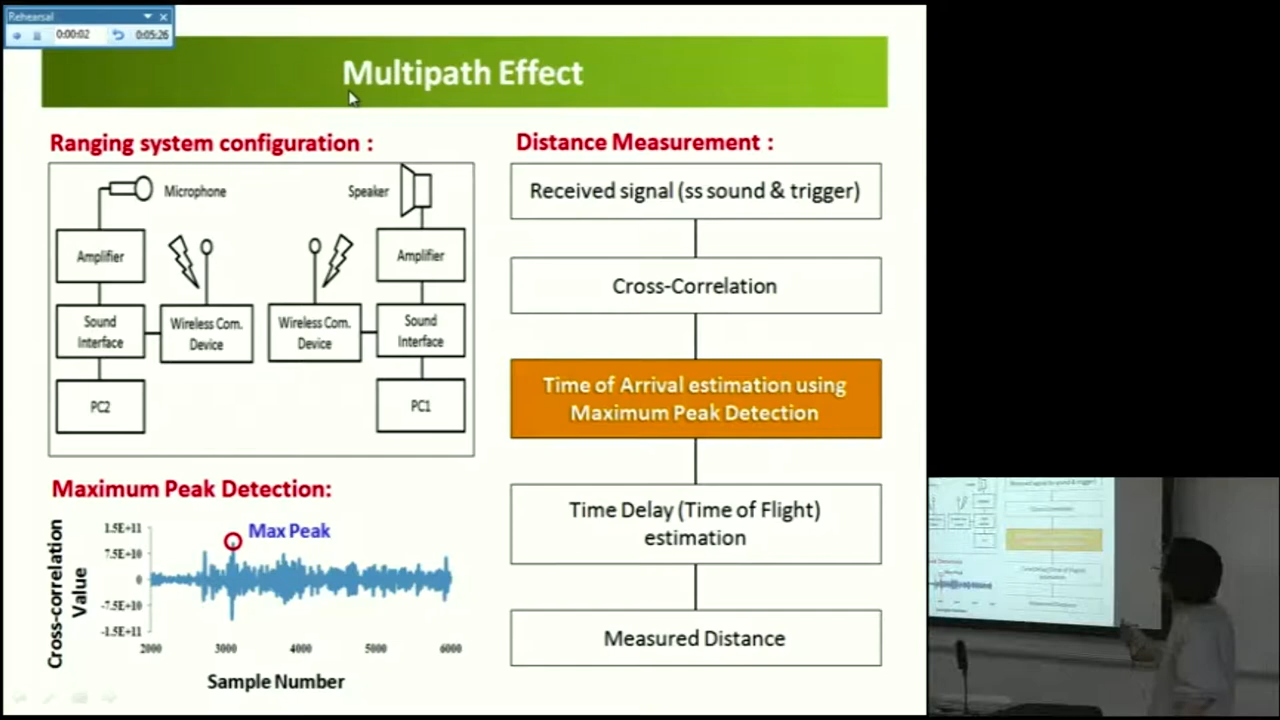 Rehearsal
0:00:02
0:05:26
Multipath Effect
Ranging system configuration :
Microphone
Speaker
Amplifier
Amplifier
Sound
Interface
Wireless Com.
Device
Wireless Com.
Device
Sound
Interface
PC2
PC1
Maximum Peak Detection:
Cross-correlation
Value
1.5E+11
7.5E+10
0
-7.5E+10
-1.5E+11
Max Peak
2000
3000
4000
5000
6000
Sample Number
Distance Measurement :
Received signal (ss sound & trigger)
Cross-Correlation
Time of Arrival estimation using
Maximum Peak Detection
Time Delay (Time of Flight)
estimation
Measured Distance